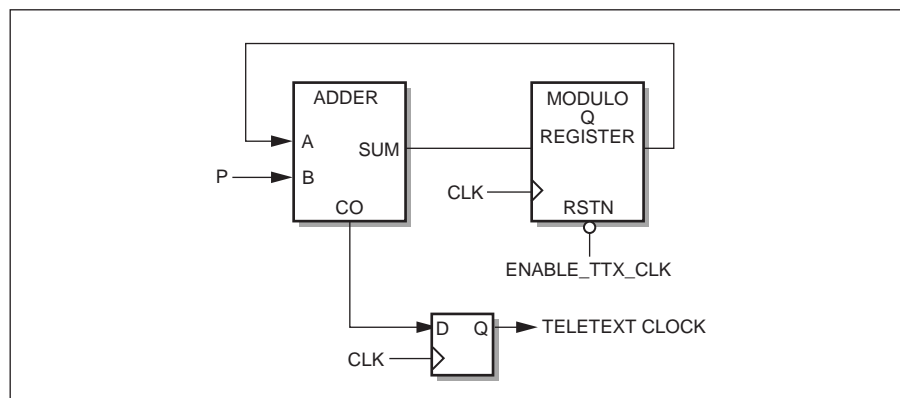 ADDER
A
SUM
P
B
CO
MODULO
Q
REGISTER
CLK
RSTN
ENABLE_TTX_CLK
D
Q
TELETEXT CLOCK
CLK